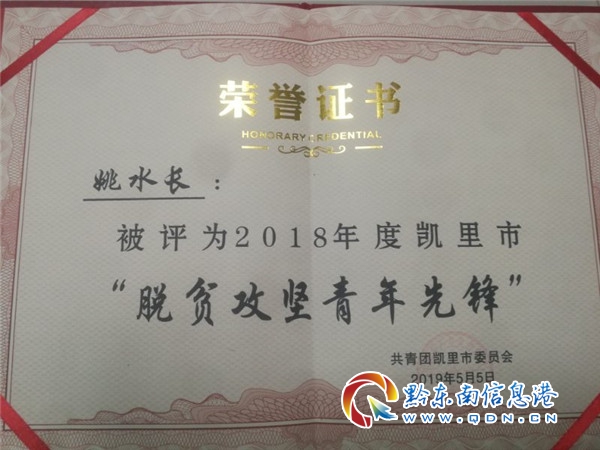 荣誉证书
HONORARY CREDENTIAL
姚水长：
被评为2018年度凯里市
“脱贫攻坚青年先锋”
共青团凯里市委员会
2019年5月5日
黔东南信息港
WWW.QDN.CN